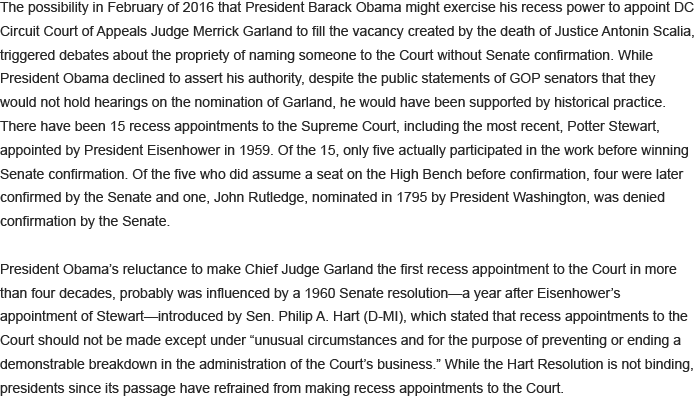 The possibility in February of 2016 that President Barack Obama might exercise his recess power to appoint DC
Circuit Court of Appeals Judge Merrick Garland to fill the vacancy created by the death of Justice Antonin Scalia,
triggered debates about the propriety of naming someone to the Court without Senate confirmation. While
President Obama declined to assert his authority, despite the public statements of GOP senators that they
would not hold hearings on the nomination of Garland, he would have been supported by historical practice.
There have been 15 recess appointments to the Supreme Court, including the most recent, Potter Stewart,
appointed by President Eisenhower in 1959. Of the 15, only five actually participated in the work before winning
Senate confirmation. Of the five who did assume a seat on the High Bench before confirmation, four were later
confirmed by the Senate and one, John Rutledge, nominated in 1795 by President Washington, was denied
confirmation by the Senate.

President Obama’s reluctance to make Chief Judge Garland the first recess appointment to the Court in more
than four decades, probably was influenced by a 1960 Senate resolution—a year after Eisenhower’s
appointment of Stewart—introduced by Sen. Philip A. Hart (D-MI), which stated that recess appointments to the
Court should not be made except under “unusual circumstances and for the purpose of preventing or ending a
demonstrable breakdown in the administration of the Court’s business.” While the Hart Resolution is not binding,
presidents since its passage have refrained from making recess appointments to the Court.